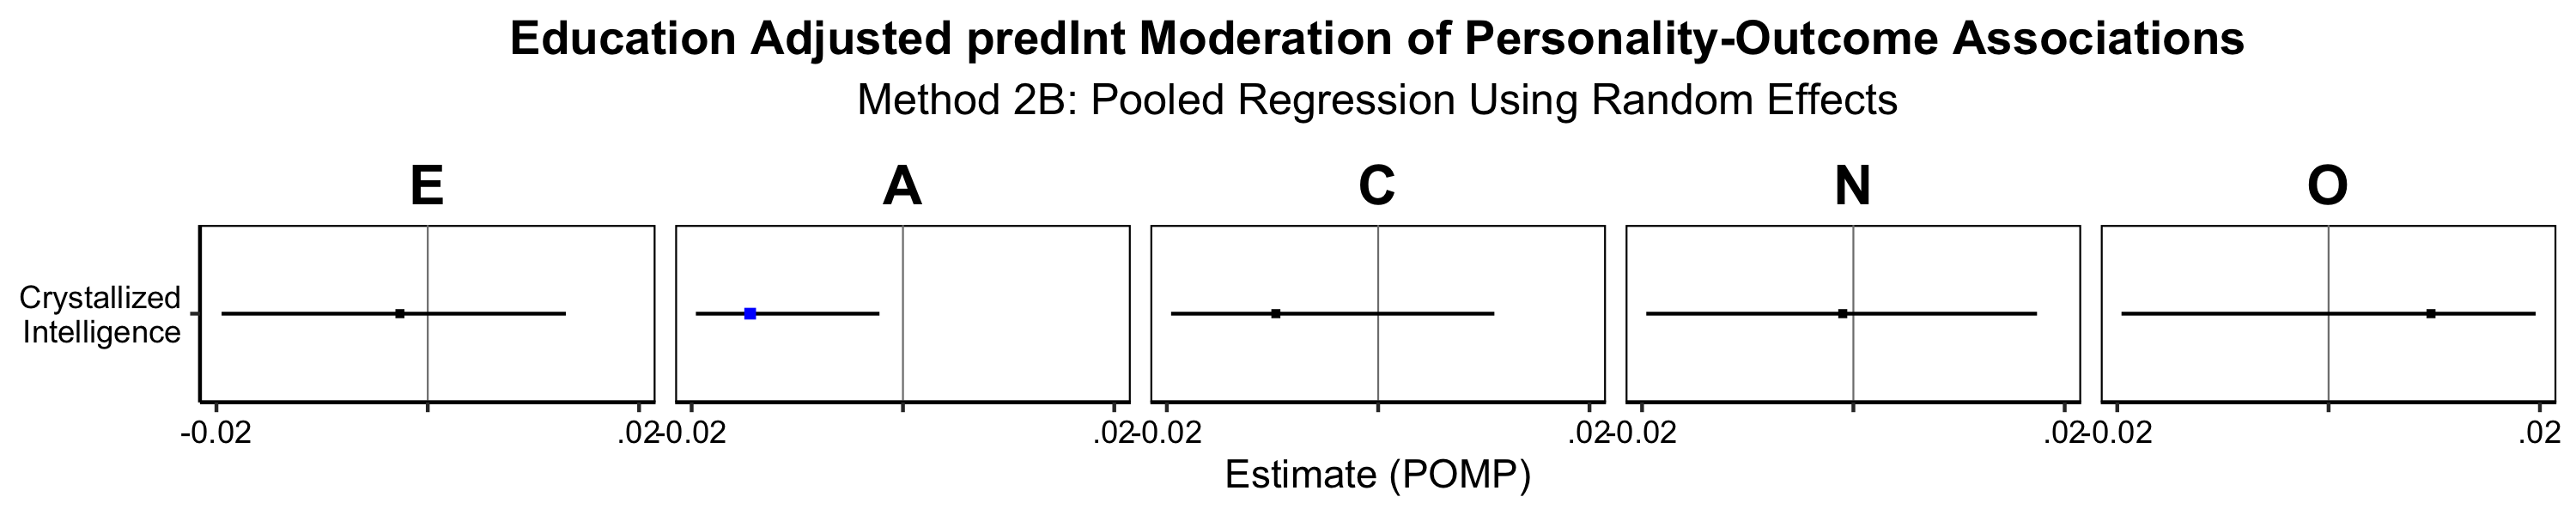 Education Adjusted predInt Moderation of Personality-Outcome Associations
Method 2B: Pooled Regression Using Random Effects
E A C N O
Crystallized
Intelligence
-0.02 .02 -0.02 .02 -0.02 .02 -0.02 .02 -0.02 .02
Estimate (POMP)